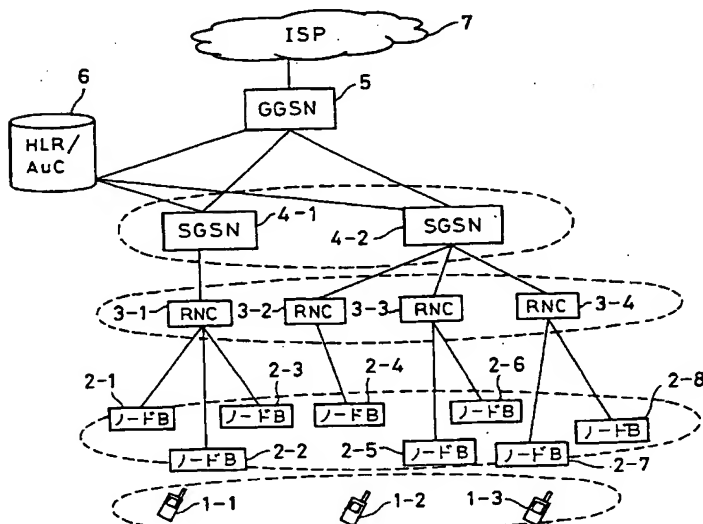 ISP
7
6
5
GGSN
HLR/
AuC
SGSN
4-1
4-2
SGSN
3-1
RNC
3-2
RNC
3-3
RNC
RNC
3-4
2-1
2-3
2-4
2-6
2-8
ノードB
ノードB
ノードB
ノードB
ノードB
ノードB
2-2
2-5
ノードB
ノードB
2-7
1-1
1-2
1-3